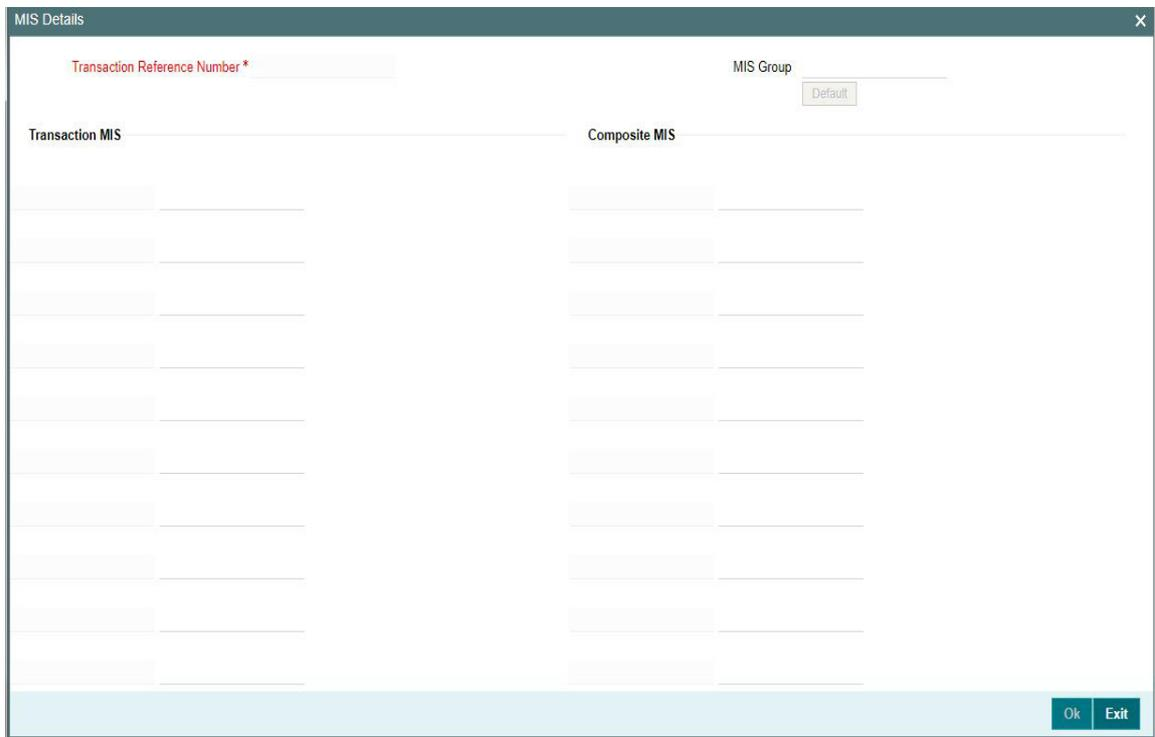 MIS Details
Transaction Reference Number * MIS Group
Default
Transaction MIS Composite MIS
Ok Exit